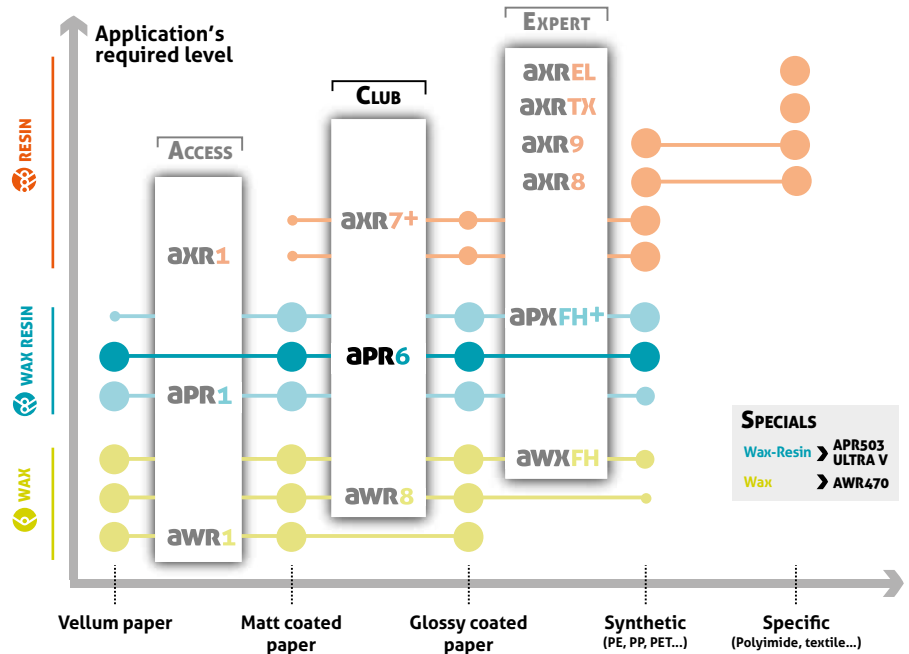 Application's
required level
EXPERT
CLUB
ACCESS
RESIN
WAX RESIN
WAX
aXREL
aXRTX
aXR9
aXR8
aXR7+
aXR1
aPXFH+
aPR6
aPR1
aWXFH
aWR8
aWR1
SPECIALS
Wax-Resin > APR503
ULTRA V
Wax > AWR470
Vellum paper
Matt coated
paper
Glossy coated
paper
Synthetic
(PE, PP, PET...)
Specific
(Polyimide, textile...)